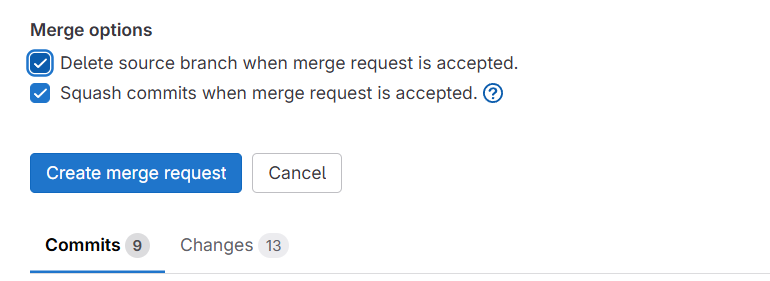 Merge options
Delete source branch when merge request is accepted.
Squash commits when merge request is accepted. ?
Create merge request Cancel
Commits 9 Changes 13